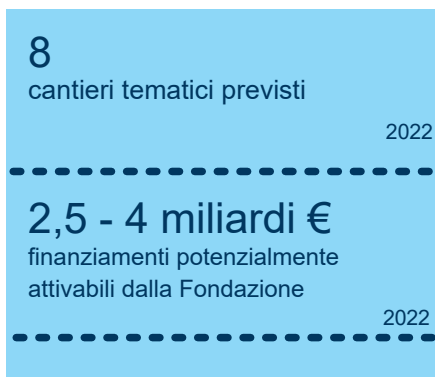 8
cantieri tematici previsti
2022
2,5 - 4 miliardi €
finanziamenti potenzialmente
attivabili dalla Fondazione
2022